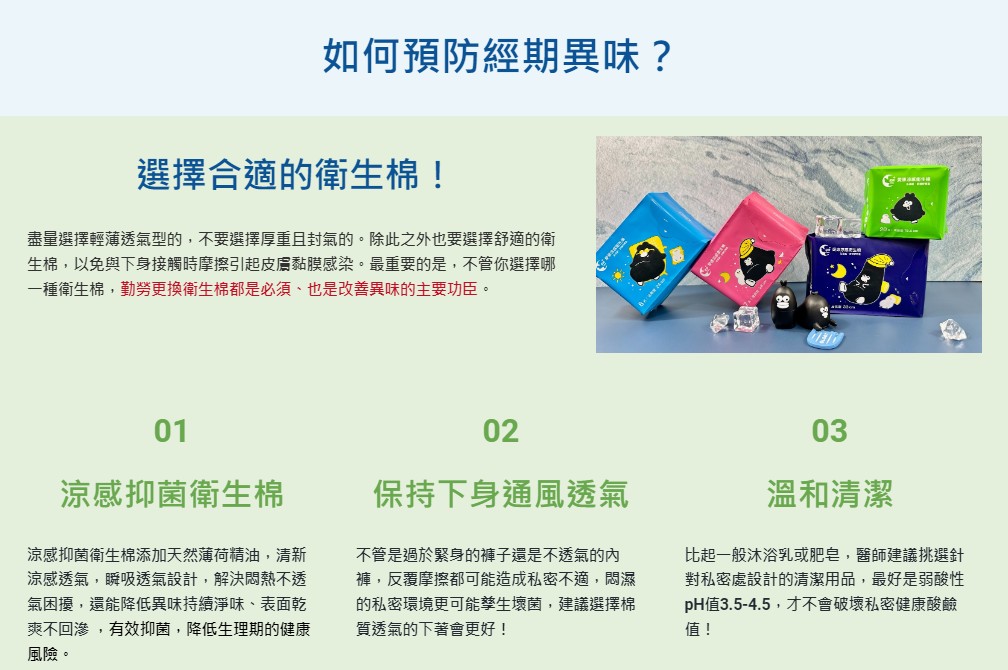 如何預防經期異味？
選擇合適的衛生棉！
盡量選擇輕薄透氣型的，不要選擇厚重且封氣的。除此之外也要選擇舒適的衛
生棉，以免與下身接觸時摩擦引起皮膚黏膜感染。最重要的是，不管你選擇哪
一種衛生棉，勤勞更換衛生棉都是必須、也是改善異味的主要功臣。
01
涼感抑菌衛生棉
涼感抑菌衛生棉添加天然薄荷精油，清新
涼感透氣，瞬吸透氣設計，解決悶熱不透
氣困擾，還能降低異味持續淨味、表面乾
爽不回滲 ，有效抑菌，降低生理期的健康
風險。
02
保持下身通風透氣
不管是過於緊身的褲子還是不透氣的內
褲，反覆摩擦都可能造成私密不適，悶濕
的私密環境更可能孳生壞菌，建議選擇棉
質透氣的下著會更好！
03
溫和清潔
比起一般沐浴乳或肥皂，醫師建議挑選針
對私密處設計的清潔用品，最好是弱酸性
pH值3.5-4.5，才不會破壞私密健康酸鹼
值！